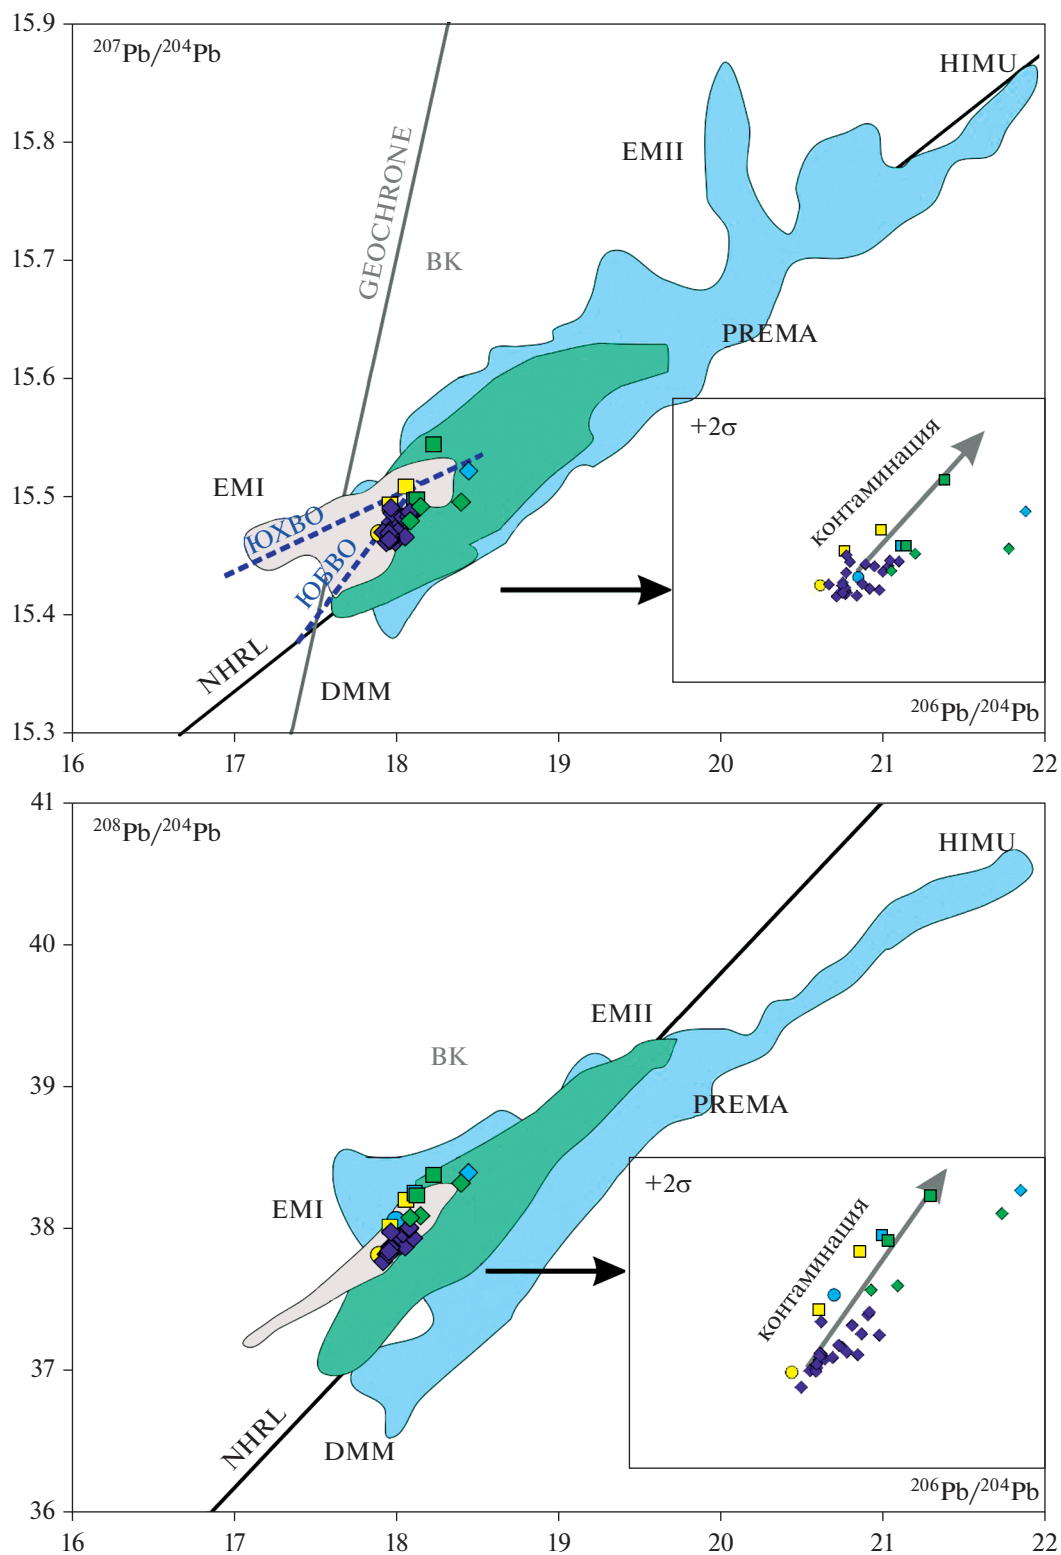 15.9
²⁰⁷Pb/²⁰⁴Pb
HIMU
15.8
EMII
GEOCHRONE
15.7
ВК
PREMA
15.6
+2σ
контаминация
15.5
EMI
ЮХВО
ЮБВО
15.4
NHRL
DMM
²⁰⁶Pb/²⁰⁴Pb
15.3
16 17 18 19 20 21 22
41
²⁰⁸Pb/²⁰⁴Pb
HIMU
40
EMII
39
ВК
PREMA
+2σ
EMI
38
контаминация
37
NHRL
DMM
²⁰⁶Pb/²⁰⁴Pb
36
16 17 18 19 20 21 22